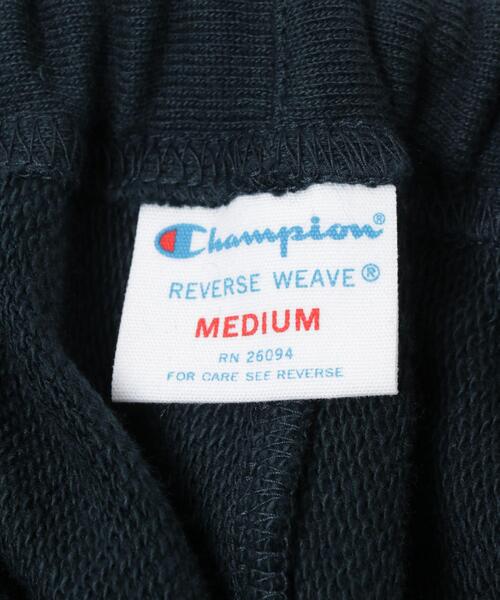 Champion®
REVERSE WEAVE®
MEDIUM
RN 26094
FOR CARE SEE REVERSE